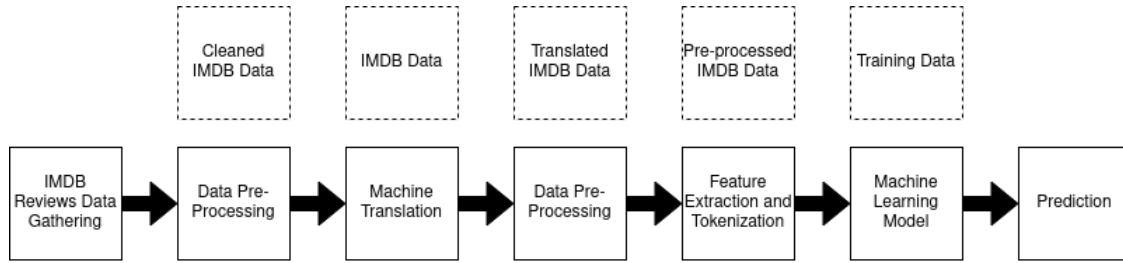 Cleaned
IMDB Data
IMDB Data
Translated
IMDB Data
Pre-processed
IMDB Data
Training Data
IMDB
Reviews Data
Gathering
Data Pre-
Processing
Machine
Translation
Data Pre-
Processing
Feature
Extraction and
Tokenization
Machine
Learning
Model
Prediction